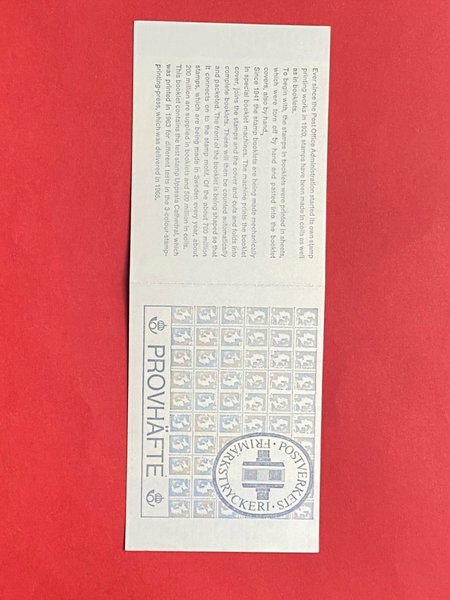 Ever since the Post Office Administration started its own stamp
printing works in 1920, stamps have been made in coils as well
as in booklets.
To begin with, the stamps in booklets were printed in sheets,
which were torn off by hand and pasted into the booklet
covers, also by hand.
Since 1941 the stamp booklets are being made mechanically
in special booklet machines. The machine prints the booklet
cover, joins the stamps and the cover and cuts and folds into
complete booklets. These are then being counted automatically
and packeted. The front of the booklet is being shaped so that
it connects on to the stamp motif. Of the about 700 million
stamps, which are being made in Sweden every year, about
200 million are supplied in booklets and 500 million in coils.
This booklet contains the test stamp Uppsala Cathedral, which
was printed in 1963 for different tests in the 3-colour-stamp-
printing-press, which was delivered in 1965.
POSTVERKETS
FRIMÄRKSTRYCKERI
PROVHÄFTE